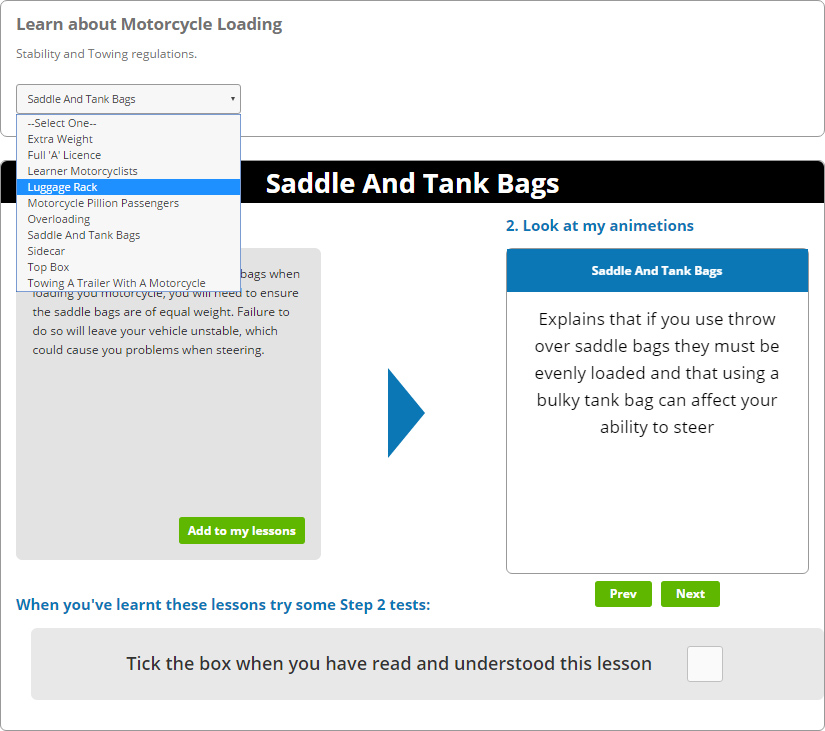 Learn about Motorcycle Loading
Stability and Towing regulations.
Saddle And Tank Bags
--Select One--
Extra Weight
Full 'A' Licence
Learner Motorcyclists
Luggage Rack
Motorcycle Pillion Passengers
Overloading
Saddle And Tank Bags
Sidecar
Top Box
Towing A Trailer With A Motorcycle
Saddle And Tank Bags
bags when
loading you motorcycle, you will need to ensure
the saddle bags are of equal weight. Failure to
do so will leave your vehicle unstable, which
could cause you problems when steering.
Add to my lessons
2. Look at my animetions
Saddle And Tank Bags
Explains that if you use throw
over saddle bags they must be
evenly loaded and that using a
bulky tank bag can affect your
ability to steer
Prev
Next
When you've learnt these lessons try some Step 2 tests:
Tick the box when you have read and understood this lesson